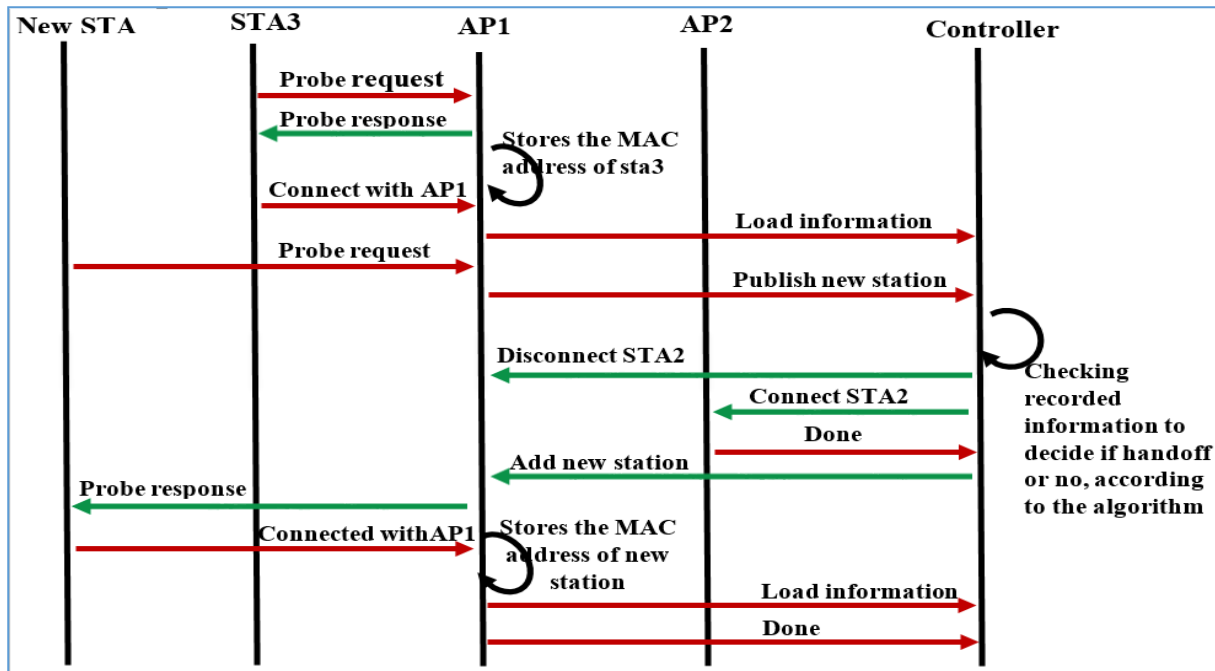 New STA
STA3
AP1
AP2
Controller
Probe request
Probe response
Stores the MAC
address of sta3
Connect with AP1
Load information
Probe request
Publish new station
Disconnect STA2
Checking
recorded
information to
decide if handoff
or no, according
to the algorithm
Connect STA2
Done
Add new station
Probe response
Connected withAP1
Stores the MAC
address of new
station
Load information
Done